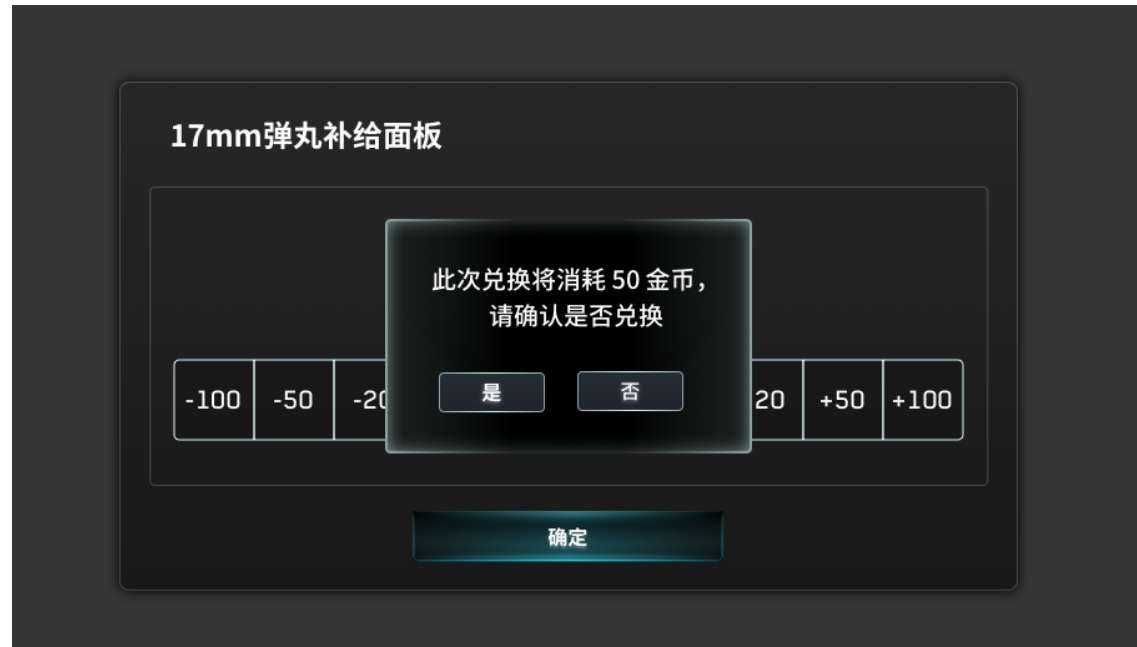 17mm弹丸补给面板
此次兑换将消耗 50 金币，
请确认是否兑换
是 否
-100 -50 -20 20 +50 +100
确定